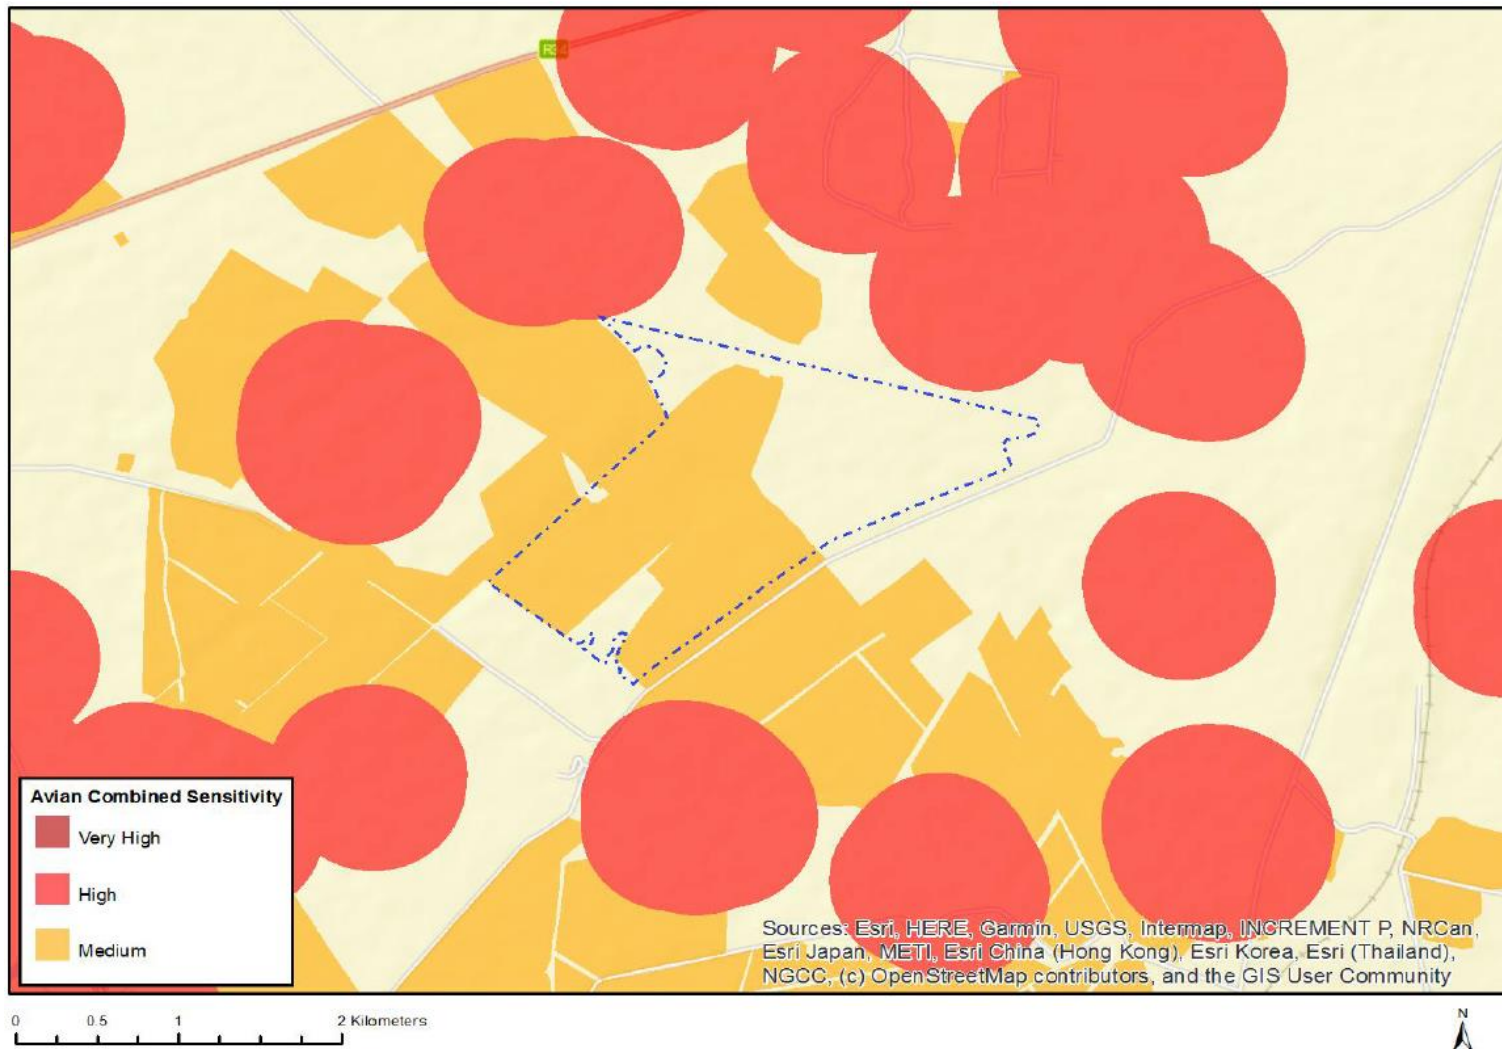 R34
Avian Combined Sensitivity
Very High
High
Medium
Sources: Esri, HERE, Garmin, USGS, Intermap, INCREMENT P, NRCan,
Esri Japan, METI, Esri China (Hong Kong), Esri Korea, Esri (Thailand),
NGCC, (c) OpenStreetMap contributors, and the GIS User Community
0 0.5 1 2 Kilometers
N